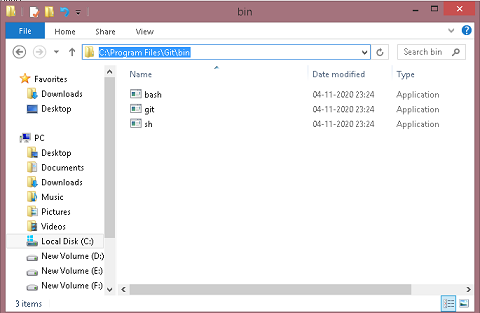 bin
File Home Share View
C:\Program Files\Git\bin
Search bin
Name Date modified Type
Favorites
Downloads
Desktop
PC
Desktop
Documents
Downloads
Music
Pictures
Videos
Local Disk (C:)
New Volume (D:)
New Volume (E:)
New Volume (F:)
bash 04-11-2020 23:24 Application
git 04-11-2020 23:24 Application
sh 04-11-2020 23:24 Application
3 items